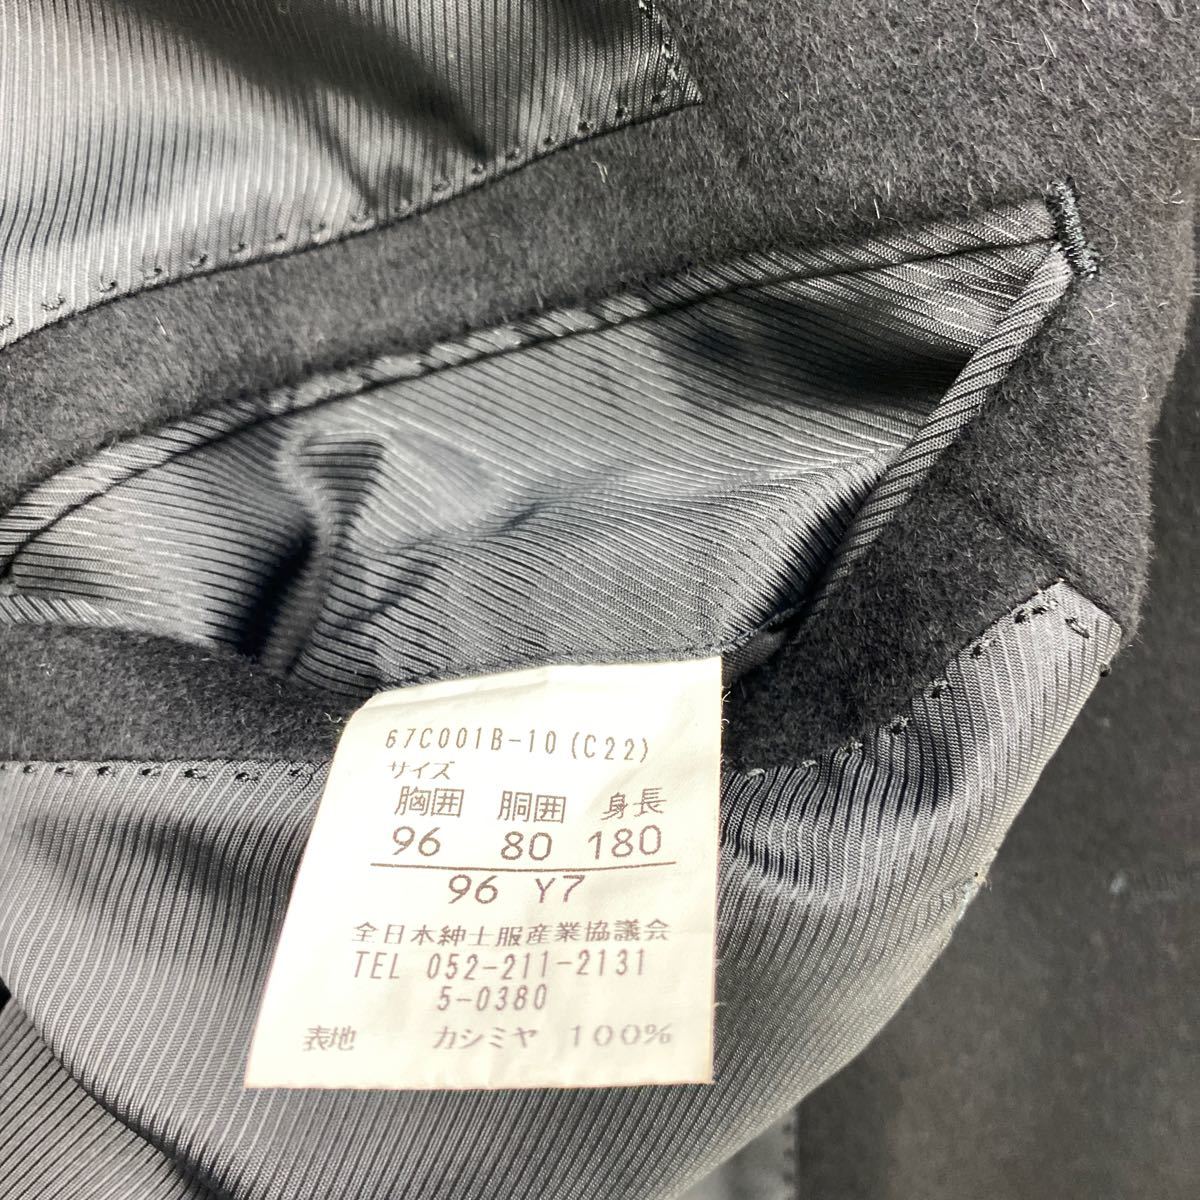 67C001B-10(C22)
サイズ
胸囲 胴囲 身長
96 80 180
96 Y7
全日本紳士服産業協議会
TEL 052-211-2131
5-0380
表地 カシミヤ 100%